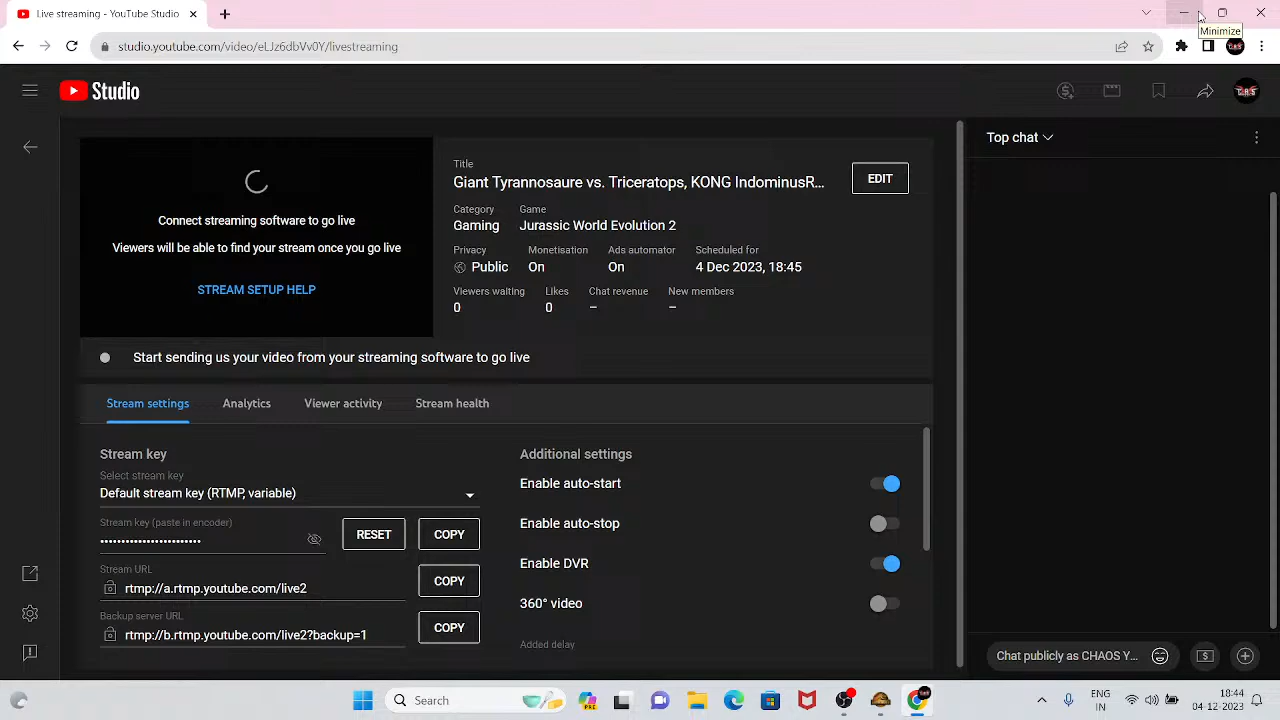 Live streaming - YouTube Studio
Minimize
studio.youtube.com/video/eLJz6dbVv0Y/livestreaming
Studio
Connect streaming software to go live
Viewers will be able to find your stream once you go live
STREAM SETUP HELP
Title
Giant Tyrannosaure vs. Triceratops, KONG IndominusR...
EDIT
Category Game
Gaming Jurassic World Evolution 2
Privacy Monetisation Ads automator Scheduled for
Public On On 4 Dec 2023, 18:45
Viewers waiting Likes Chat revenue New members
0 0 – –
Start sending us your video from your streaming software to go live
Top chat
Stream settings Analytics Viewer activity Stream health
Stream key
Select stream key
Default stream key (RTMP, variable)
Stream key (paste in encoder)
••••••••••••••••••••••••
RESET COPY
Stream URL
rtmp://a.rtmp.youtube.com/live2
COPY
Backup server URL
rtmp://b.rtmp.youtube.com/live2?backup=1
COPY
Additional settings
Enable auto-start
Enable auto-stop
Enable DVR
360° video
Added delay
Chat publicly as CHAOS Y...
Search
PRE
ENG
IN
18:44
04-12-2023